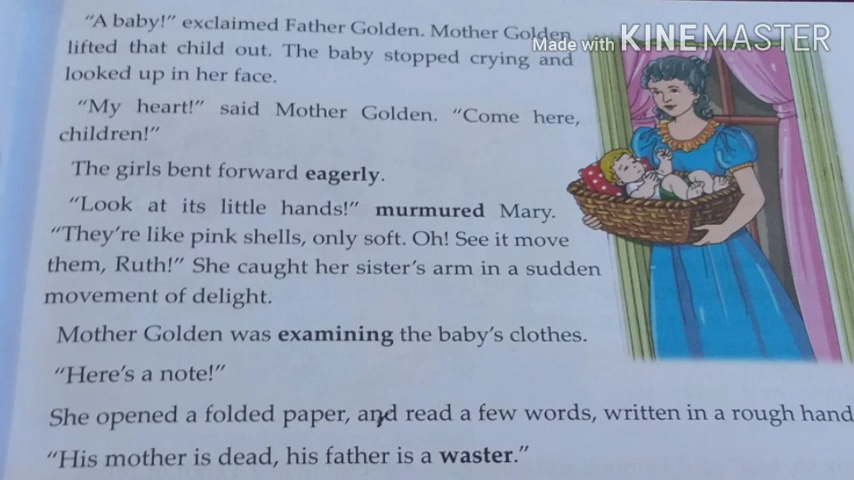 "A baby!" exclaimed Father Golden. Mother Golden
Made with KINEMASTER
lifted that child out. The baby stopped crying and
looked up in her face.
"My heart!" said Mother Golden. "Come here,
children!"
The girls bent forward eagerly.
"Look at its little hands!" murmured Mary.
"They're like pink shells, only soft. Oh! See it move
them, Ruth!" She caught her sister's arm in a sudden
movement of delight.
Mother Golden was examining the baby's clothes.
"Here's a note!"
She opened a folded paper, and read a few words, written in a rough hand
"His mother is dead, his father is a waster."